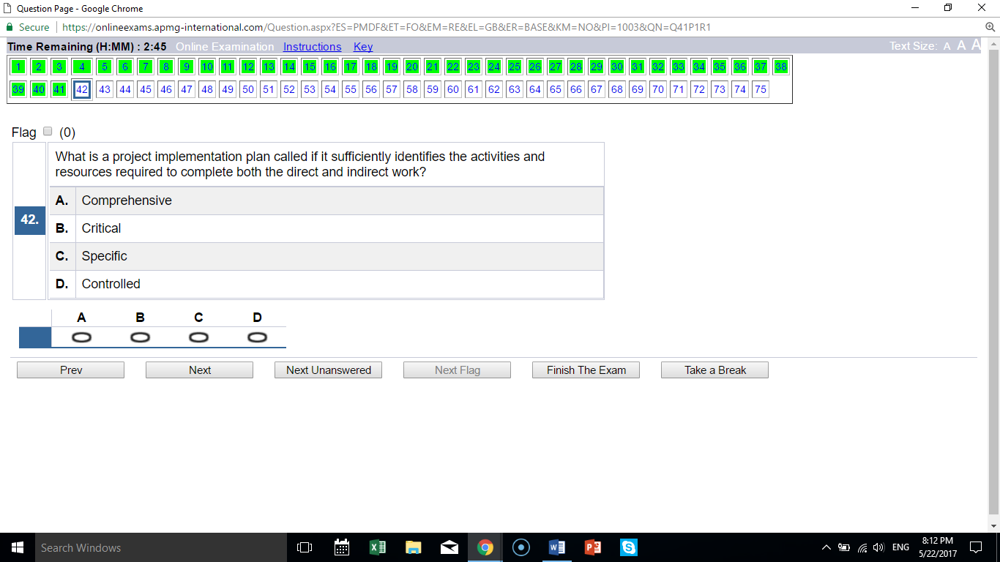 Question Page - Google Chrome
Secure https://onlineexams.apmg-international.com/Question.aspx?ES=PMDF&ET=FO&EM=RE&EL=GB&ER=BASE&KM=NO&PI=1003&QN=Q41P1R1
Time Remaining (H:MM) : 2:45 Online Examination Instructions Key Text Size: A A A
1 2 3 4 5 6 7 8 9 10 11 12 13 14 15 16 17 18 19 20 21 22 23 24 25 26 27 28 29 30 31 32 33 34 35 36 37 38
39 40 41 42 43 44 45 46 47 48 49 50 51 52 53 54 55 56 57 58 59 60 61 62 63 64 65 66 67 68 69 70 71 72 73 74 75
Flag (0)
What is a project implementation plan called if it sufficiently identifies the activities and
resources required to complete both the direct and indirect work?
42.
A. Comprehensive
B. Critical
C. Specific
D. Controlled
A B C D
Prev Next Next Unanswered Next Flag Finish The Exam Take a Break
Search Windows
ENG
8:12 PM
5/22/2017